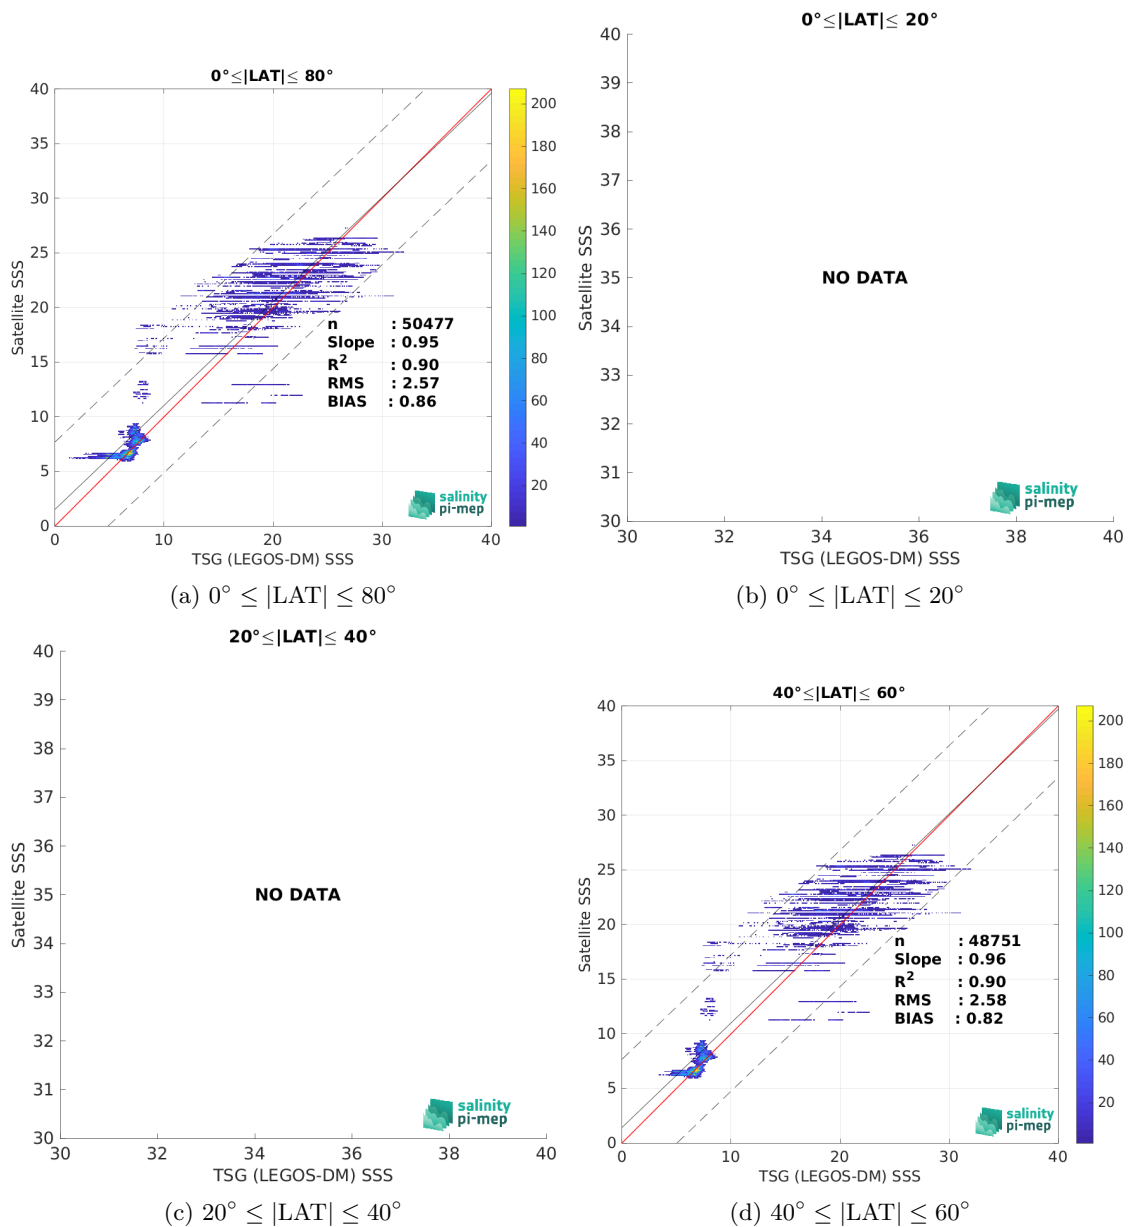 0°≤|LAT|≤ 80°
40
35
30
25
20
15
10
5
0
0
10
20
30
40
Satellite SSS
TSG (LEGOS-DM) SSS
n : 50477
Slope : 0.95
R2 : 0.90
RMS : 2.57
BIAS : 0.86
200
180
160
140
120
100
80
60
40
20
salinity
pi-mep
(a) 0° ≤ |LAT| ≤ 80°
0°≤|LAT|≤ 20°
40
39
38
37
36
35
34
33
32
31
30
30
32
34
36
38
40
Satellite SSS
TSG (LEGOS-DM) SSS
NO DATA
salinity
pi-mep
(b) 0° ≤ |LAT| ≤ 20°
20°≤|LAT|≤ 40°
40
39
38
37
36
35
34
33
32
31
30
30
32
34
36
38
40
Satellite SSS
TSG (LEGOS-DM) SSS
NO DATA
salinity
pi-mep
(c) 20° ≤ |LAT| ≤ 40°
40°≤|LAT|≤ 60°
40
35
30
25
20
15
10
5
0
0
10
20
30
40
Satellite SSS
TSG (LEGOS-DM) SSS
n : 48751
Slope : 0.96
R2 : 0.90
RMS : 2.58
BIAS : 0.82
200
180
160
140
120
100
80
60
40
20
salinity
pi-mep
(d) 40° ≤ |LAT| ≤ 60°